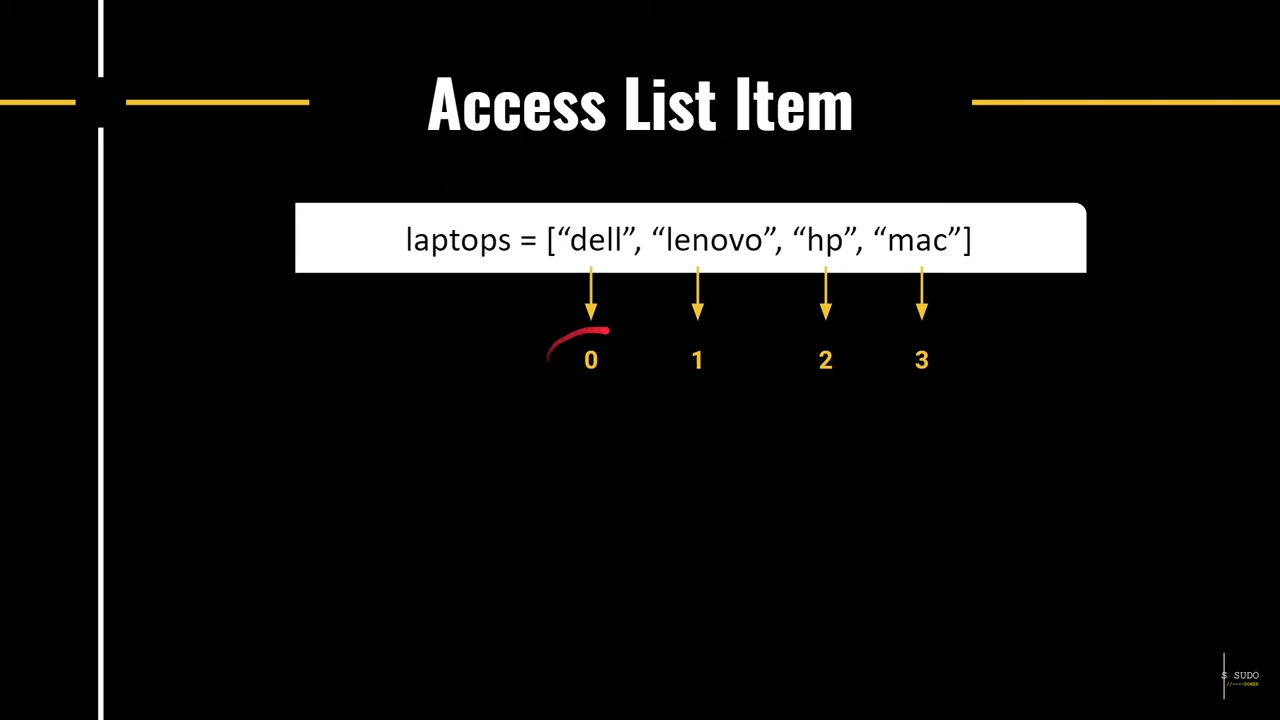 Access List Item
laptops = [“dell”, “lenovo”, “hp”, “mac”]
0 1 2 3
S SUDO